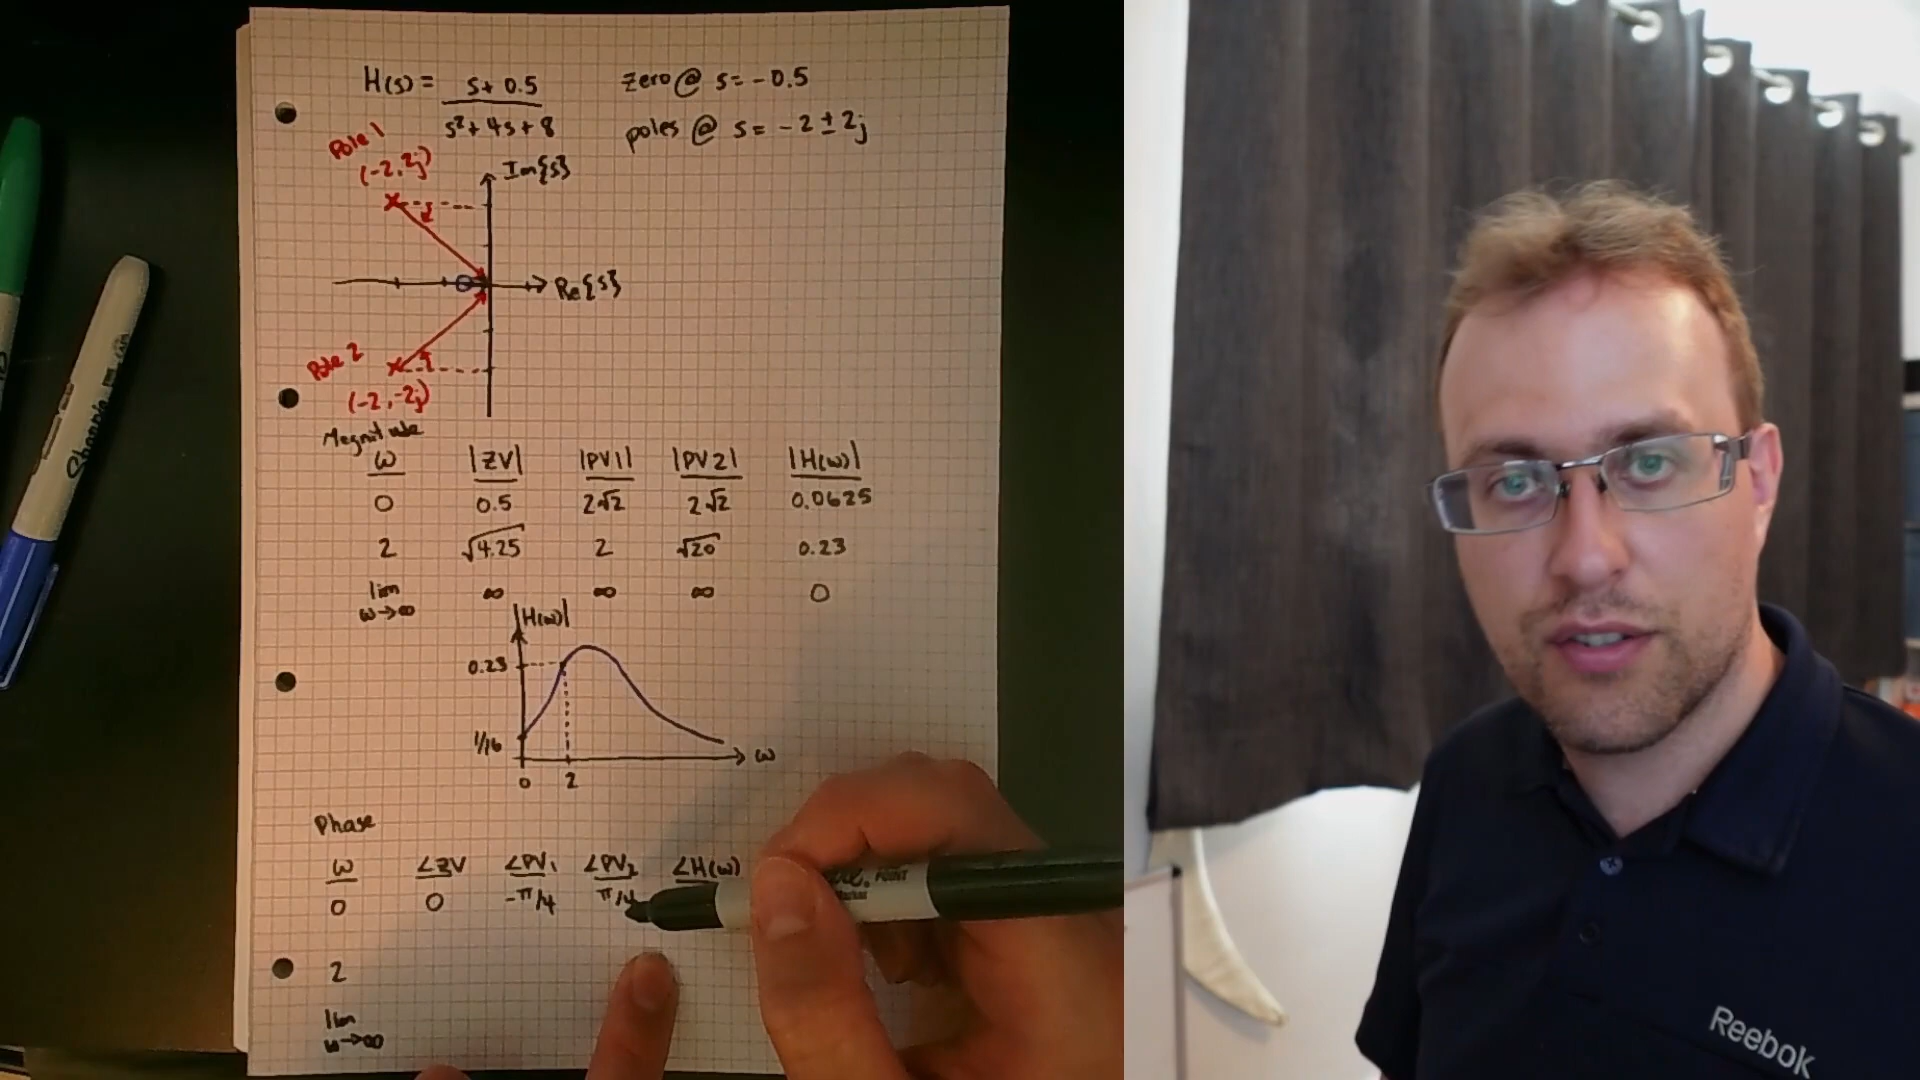 H(s) = s + 0.5 / s² + 4s + 8
zero @ s = -0.5
poles @ s = -2 ± 2j
Pole 1
(-2, 2j)
Im{s}
Re{s}
Pole 2
(-2, -2j)
Magnitude
ω |ZV| |PV1| |PV2| |H(ω)|
0 0.5 2√2 2√2 0.0625
2 √4.25 2 √20 0.23
lim ω→∞ ∞ ∞ ∞ 0
|H(ω)|
0.23
1/16
ω
0 2
Phase
ω ∠ZV ∠PV₁ ∠PV₂ ∠H(ω)
0 0 -π/4 π/4
2
lim ω→∞
Sharpie
POINT
Reebok